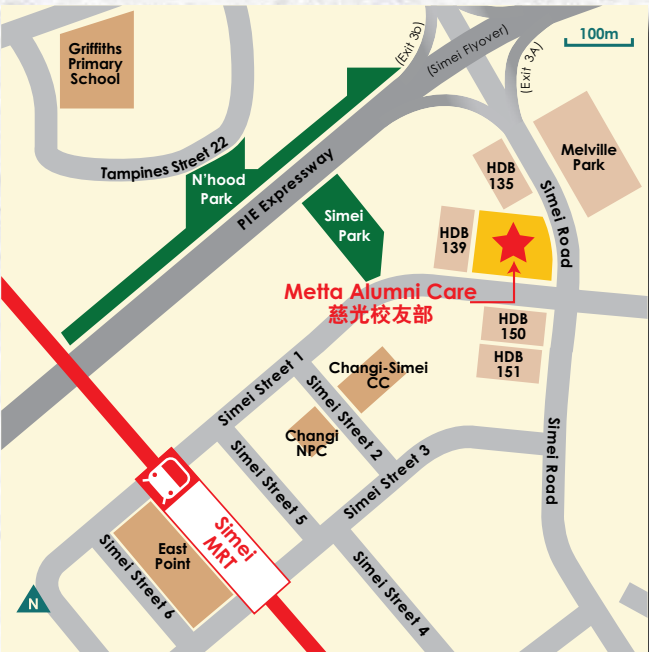 (Exit 3b)
(Simei Flyover)
(Exit 3A)
100m
Griffiths
Primary
School
Tampines Street 22
N'hood
Park
PIE Expressway
Simei
Park
HDB
135
Melville
Park
Simei Road
HDB
139
Metta Alumni Care
慈光校友部
HDB
150
HDB
151
Simei Street 1
Changi-Simei
CC
Simei Street 2
Changi
NPC
Simei Street 3
Simei Road
Simei Street 5
Simei
MRT
East
Point
Simei Street 6
Simei Street 4
N